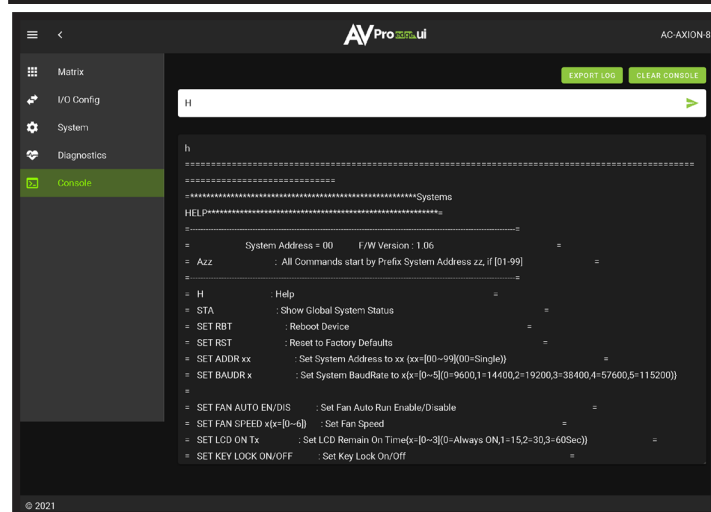 AVPro edge.ui
AC-AXION-8
Matrix
I/O Config
System
Diagnostics
Console
EXPORT LOG
CLEAR CONSOLE
H
h
==================================================================================================
=============================
=*******************************************************Systems
HELP********************************************************=
=-------------------------------------------------------------------------------------------------------=
= System Address = 00 F/W Version : 1.06 =
= Azz : All Commands start by Prefix System Address zz, if [01-99] =
=-------------------------------------------------------------------------------------------------------=
= H : Help =
= STA : Show Global System Status =
= SET RBT : Reboot Device =
= SET RST : Reset to Factory Defaults =
= SET ADDR xx : Set System Address to xx {xx=[00~99](00=Single)} =
= SET BAUDR x : Set System BaudRate to x{x=[0~5](0=9600,1=14400,2=19200,3=38400,4=57600,5=115200)}
=
= SET FAN AUTO EN/DIS : Set Fan Auto Run Enable/Disable =
= SET FAN SPEED x{x=[0~6]} : Set Fan Speed =
= SET LCD ON Tx : Set LCD Remain On Time{x=[0~3](0=Always ON,1=15,2=30,3=60Sec)} =
= SET KEY LOCK ON/OFF : Set Key Lock On/Off =
© 2021